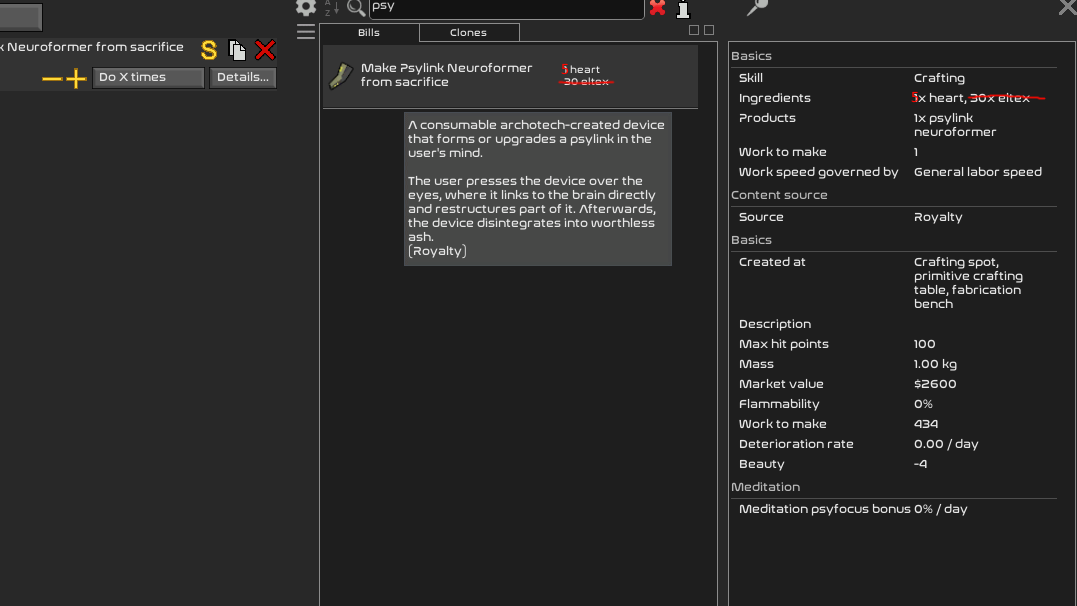 psy
k Neuroformer from sacrifice
S
Do X times
Details...
Bills
Clones
Make Psylink Neuroformer
from sacrifice
5 heart
30 eltex
A consumable archotech-created device
that forms or upgrades a psylink in the
user's mind.
The user presses the device over the
eyes, where it links to the brain directly
and restructures part of it. Afterwards,
the device disintegrates into worthless
ash.
(Royalty)
Basics
Skill Crafting
Ingredients 51x heart, 30x eltex
Products 1x psylink
neuroformer
Work to make 1
Work speed governed by General labor speed
Content source
Source Royalty
Basics
Created at Crafting spot,
primitive crafting
table, fabrication
bench
Description
Max hit points 100
Mass 1.00 kg
Market value $2600
Flammability 0%
Work to make 434
Deterioration rate 0.00 / day
Beauty -4
Meditation
Meditation psyfocus bonus 0% / day